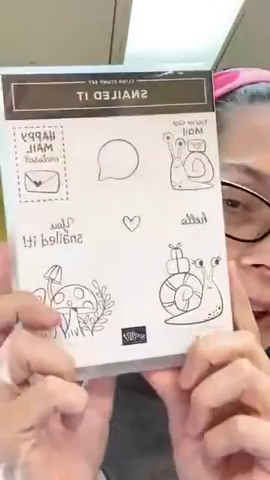 CLING STAMP SET
SNAILED IT
HAPPY
MAIL
enclosed!
You've Got
Mail
You
snailed it!
hello